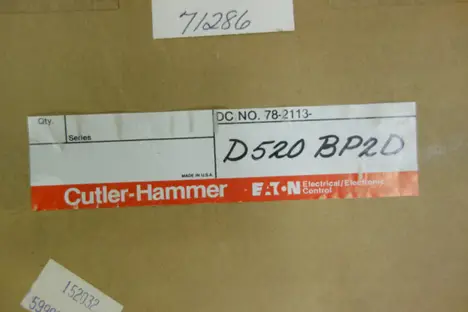 71286
Qty.
Series
DC NO. 78-2113-
D520 BP2D
MADE IN U.S.A.
Cutler-Hammer
EATON Electrical/Electronic
Control
152032